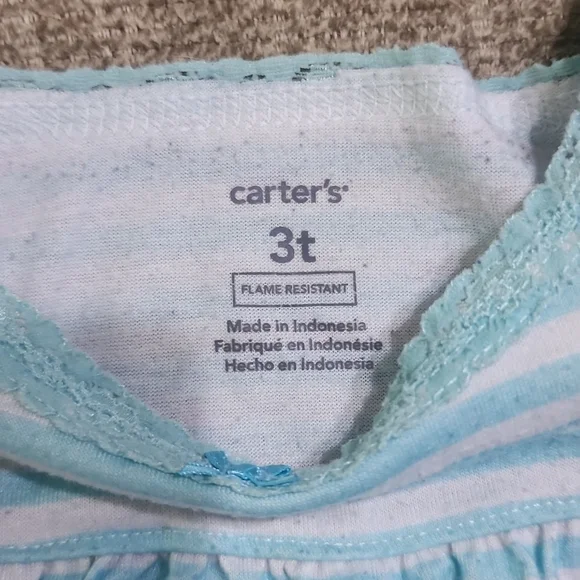 carter's
3t
FLAME RESISTANT
Made in Indonesia
Fabriqué en Indonésie
Hecho en Indonesia